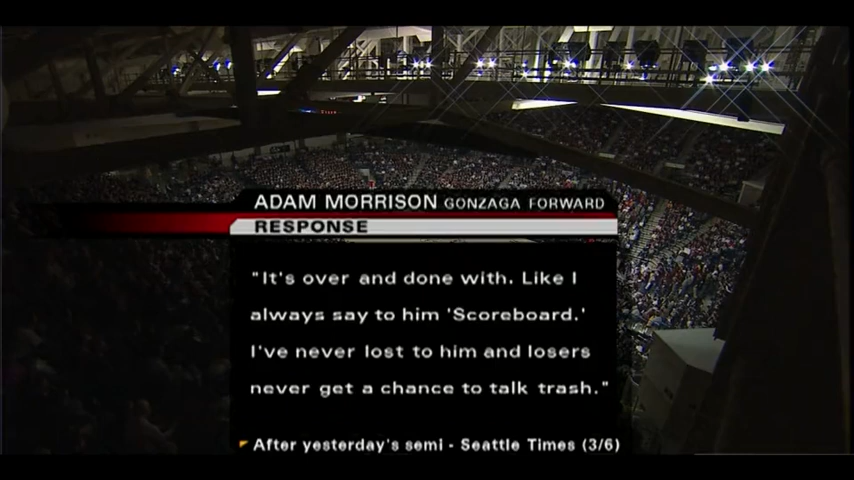 ADAM MORRISON GONZAGA FORWARD
RESPONSE
"It's over and done with. Like I
always say to him 'Scoreboard.'
I've never lost to him and losers
never get a chance to talk trash."
After yesterday's semi - Seattle Times (3/6)